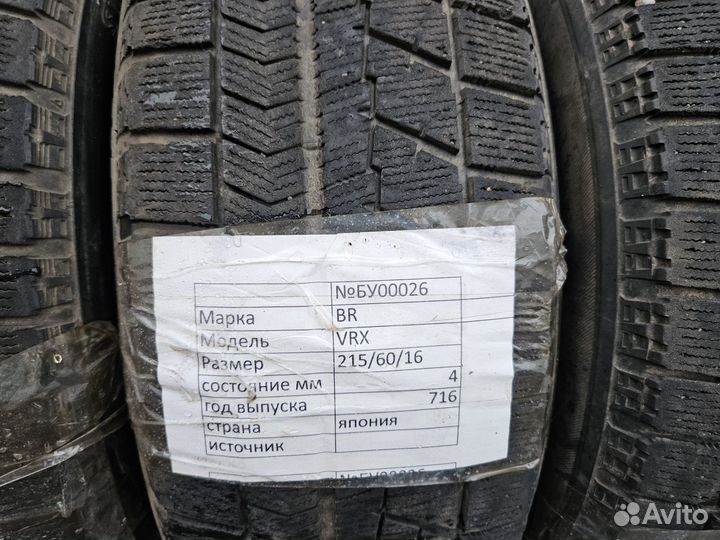 №БУ00026
Марка BR
Модель VRX
Размер 215/60/16
состояние мм 4
год выпуска 716
страна япония
источник
№БУ00026
Avito